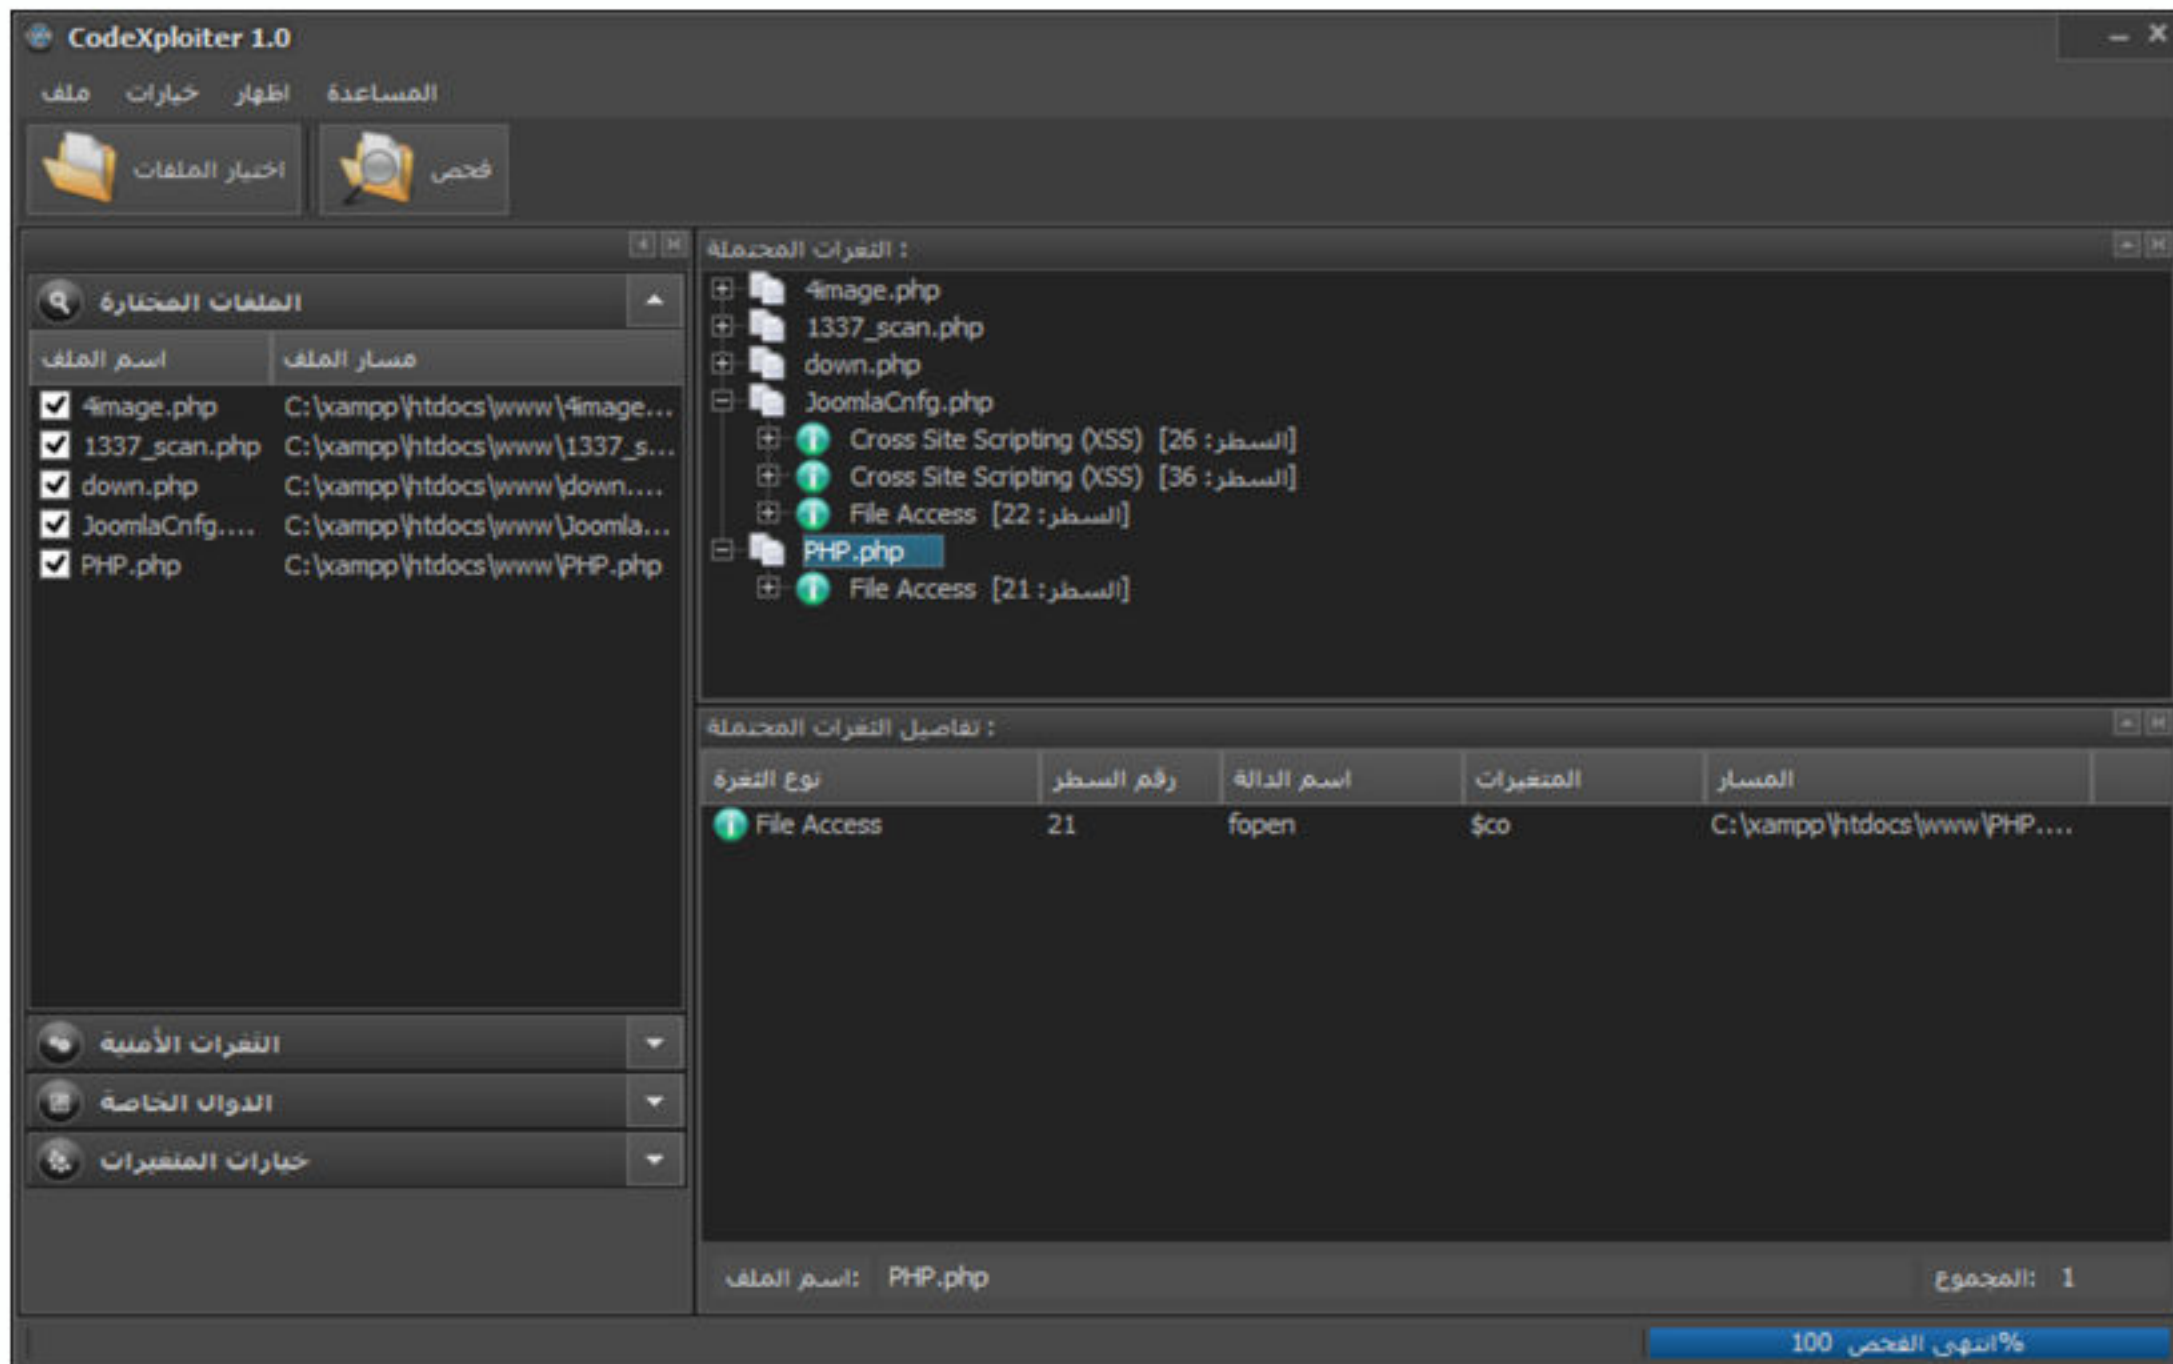 CodeXploiter 1.0
ملف خيارات اظهار المساعدة
اختيار الملفات
فحص
الملفات المختارة
اسم الملف مسار الملف
4image.php C:\xampp\htdocs\www\4image...
1337_scan.php C:\xampp\htdocs\www\1337_s...
down.php C:\xampp\htdocs\www\down....
JoomlaCnfg.... C:\xampp\htdocs\www\Joomla...
PHP.php C:\xampp\htdocs\www\PHP.php
الثغرات الأمنية
الدوال الخاصة
خيارات المتغيرات
الثغرات المحتملة :
4image.php
1337_scan.php
down.php
JoomlaCnfg.php
Cross Site Scripting (XSS) [السطر: 26]
Cross Site Scripting (XSS) [السطر: 36]
File Access [السطر: 22]
PHP.php
File Access [السطر: 21]
تفاصيل الثغرات المحتملة :
نوع الثغرة رقم السطر اسم الدالة المتغيرات المسار
File Access 21 fopen $co C:\xampp\htdocs\www\PHP....
اسم الملف: PHP.php
المجموع: 1
انتهى الفحص 100%